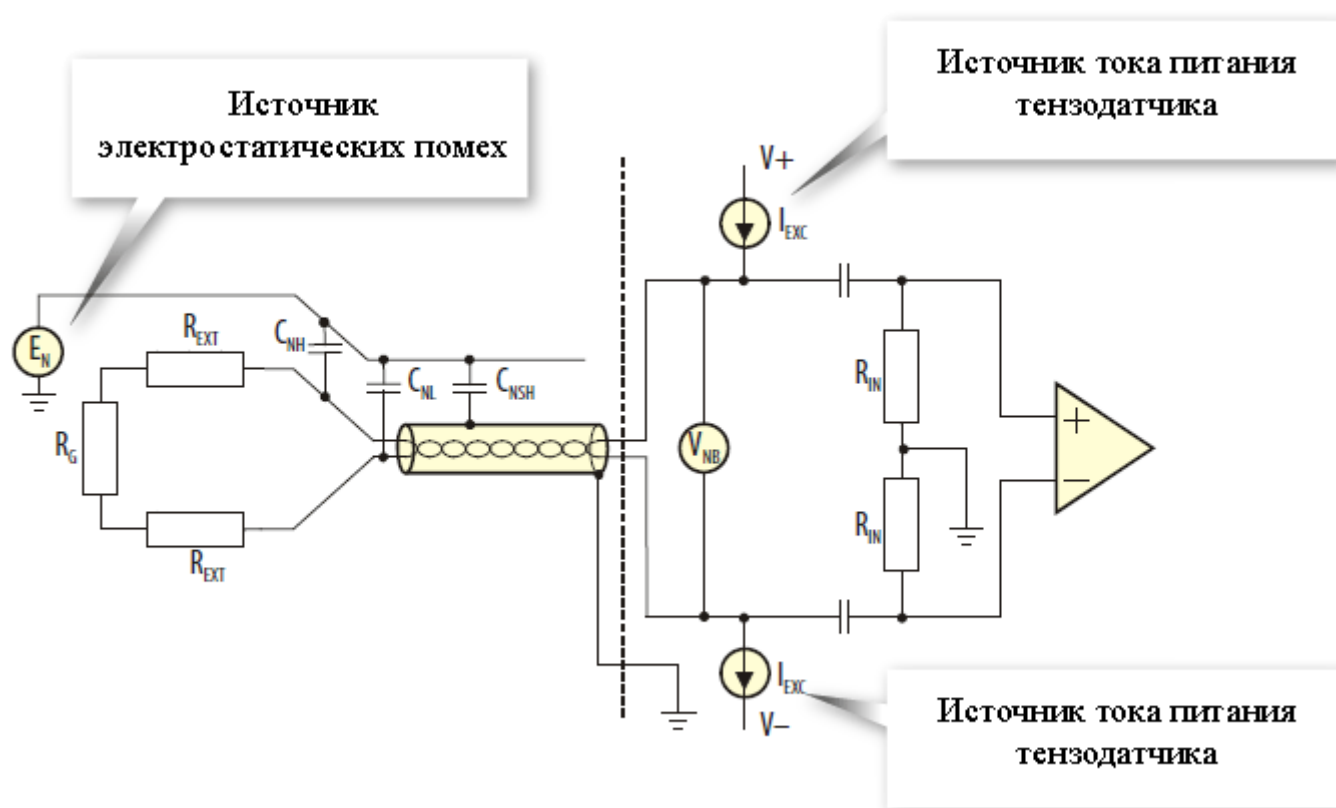 Источник тока питания
тензодатчика
Источник
электростатических помех
V+
I_EXC
R_EXT
C_NH
E_N
C_NL
C_NSH
R_IN
R_G
V_NB
R_IN
R_EXT
I_EXC
V–
Источник тока питания
тензодатчика
+
−